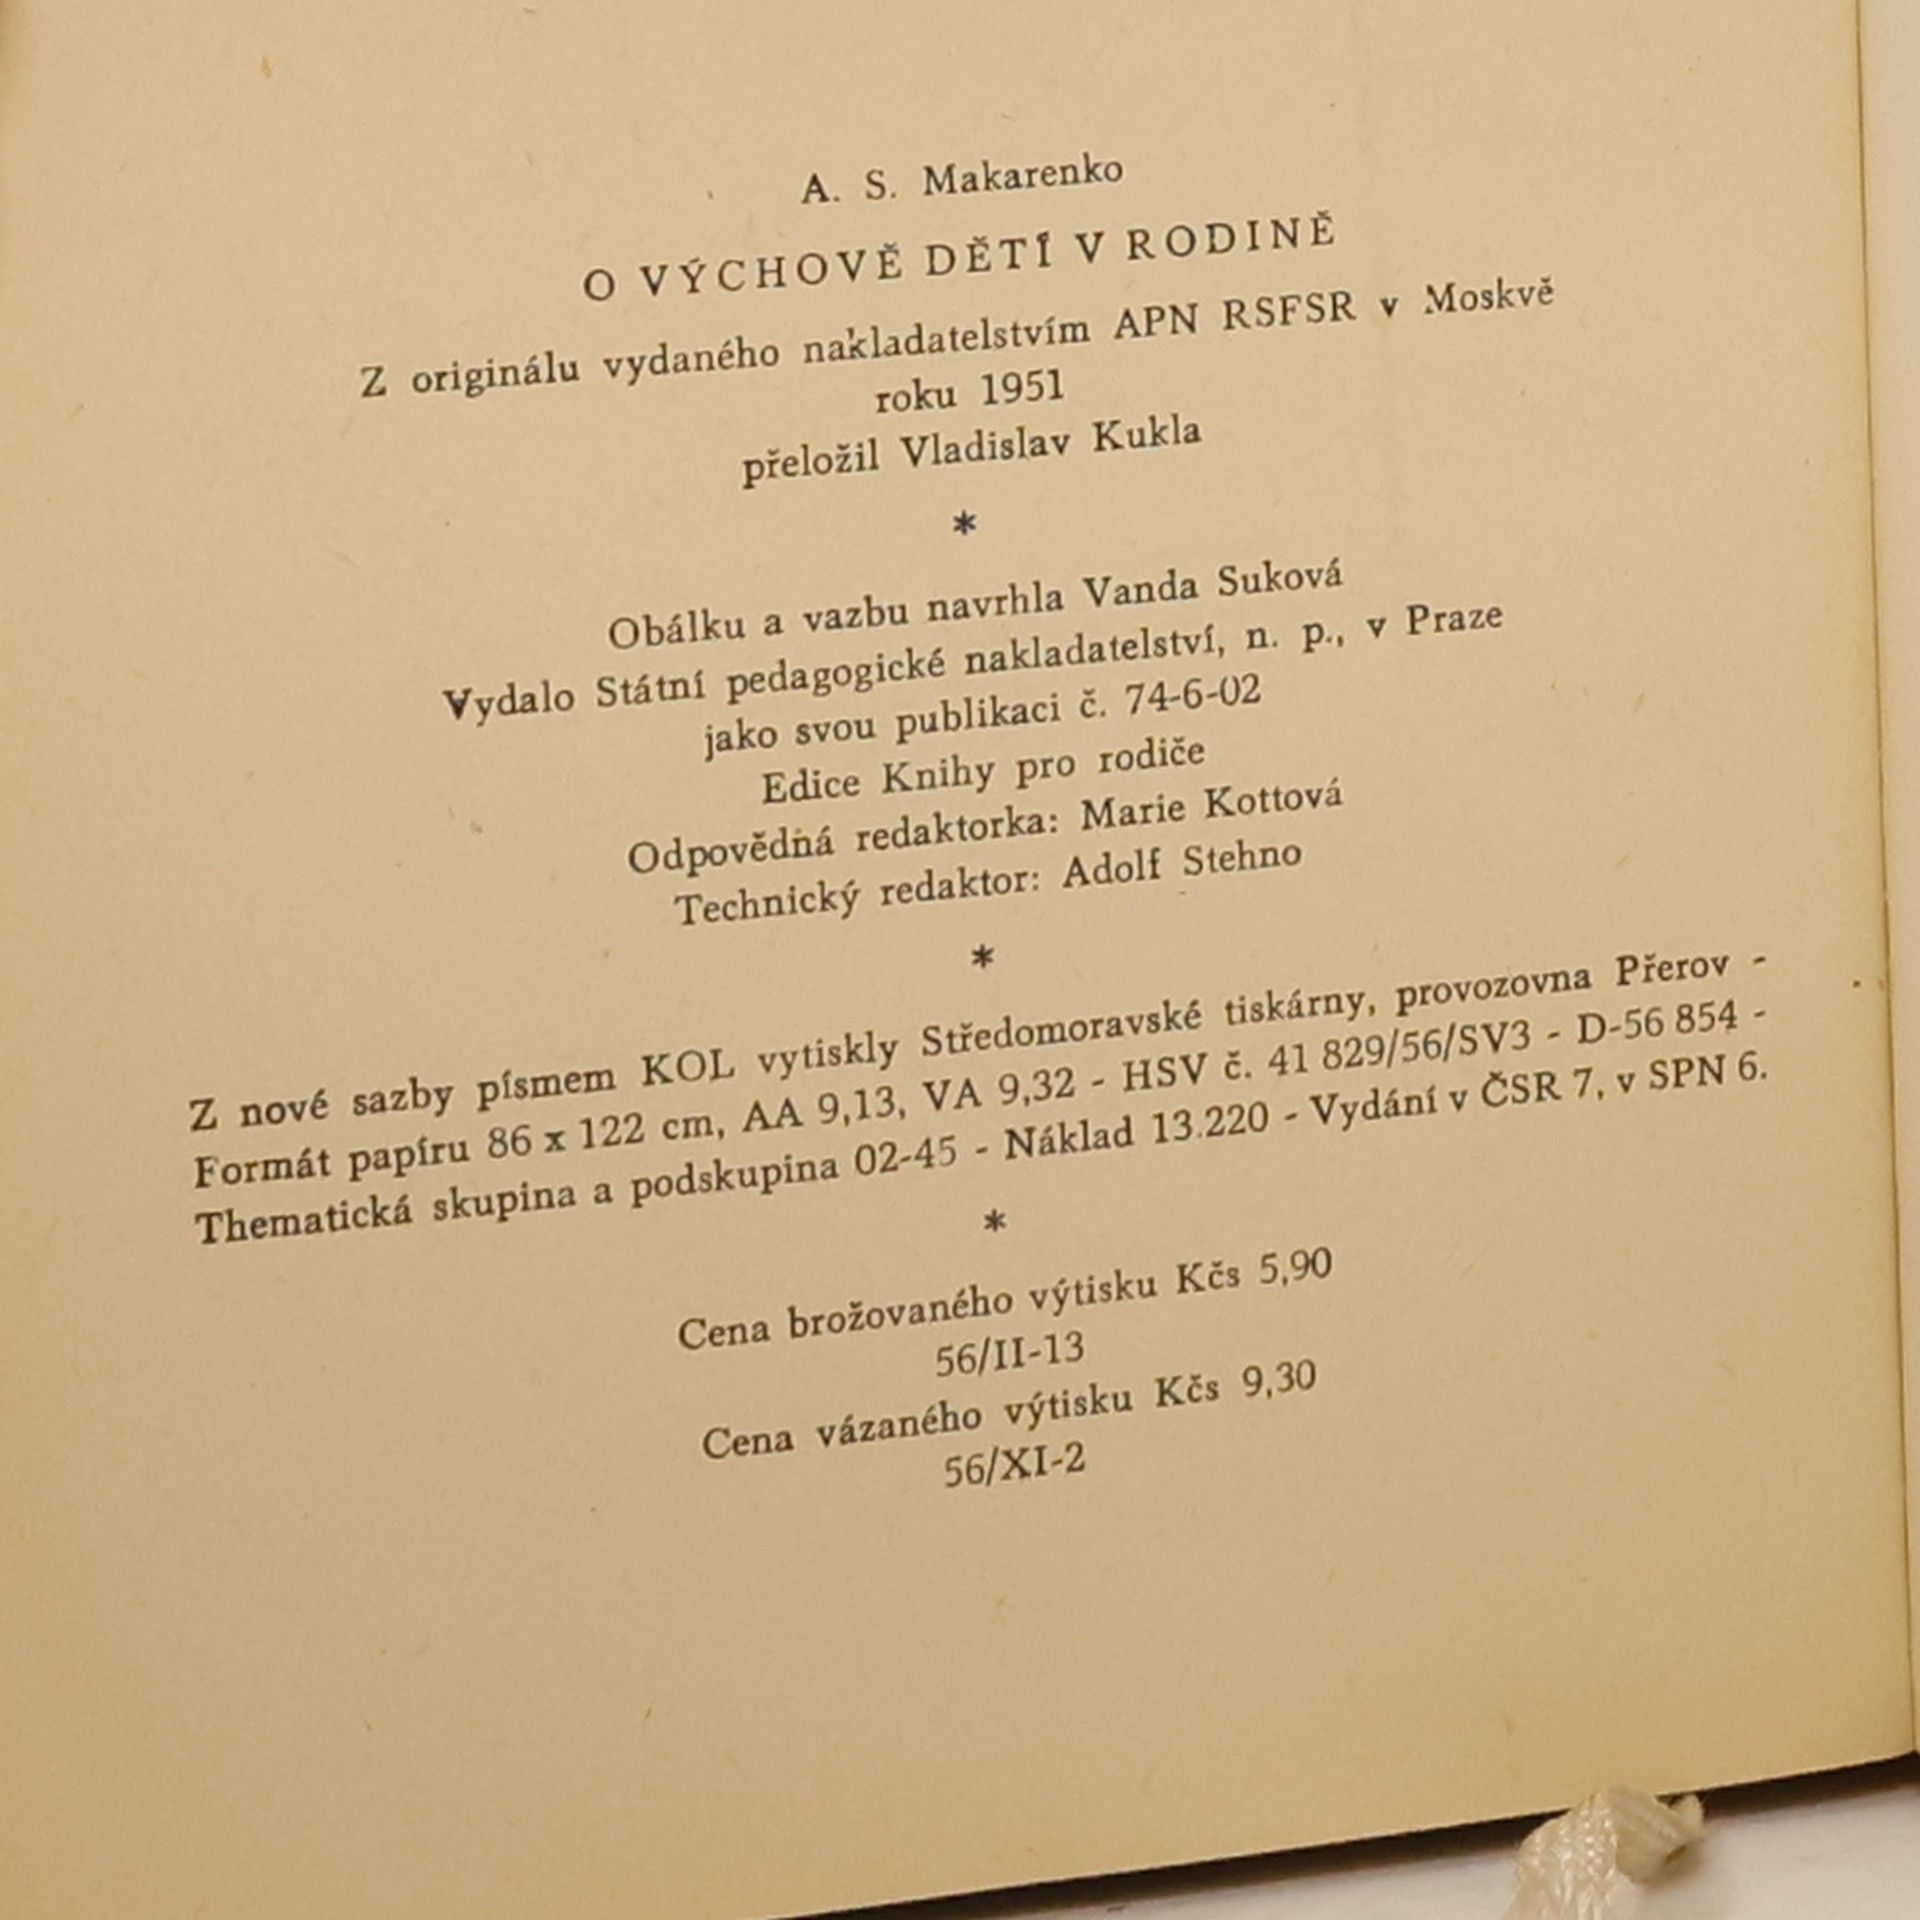 A. S. Makarenko
O VÝCHOVĚ DĚTÍ V RODINĚ
Z originálu vydaného nakladatelstvím APN RSFSR v Moskvě
roku 1951
přeložil Vladislav Kukla
*
Obálku a vazbu navrhla Vanda Suková
Vydalo Státní pedagogické nakladatelství, n. p., v Praze
jako svou publikaci č. 74-6-02
Edice Knihy pro rodiče
Odpovědná redaktorka: Marie Kottová
Technický redaktor: Adolf Stehno
*
Z nové sazby písmem KOL vytiskly Středomoravské tiskárny, provozovna Přerov -
Formát papíru 86 x 122 cm, AA 9,13, VA 9,32 - HSV č. 41 829/56/SV3 - D-56 854 -
Thematická skupina a podskupina 02-45 - Náklad 13.220 - Vydání v ČSR 7, v SPN 6.
*
Cena brožovaného výtisku Kčs 5,90
56/II-13
Cena vázaného výtisku Kčs 9,30
56/XI-2